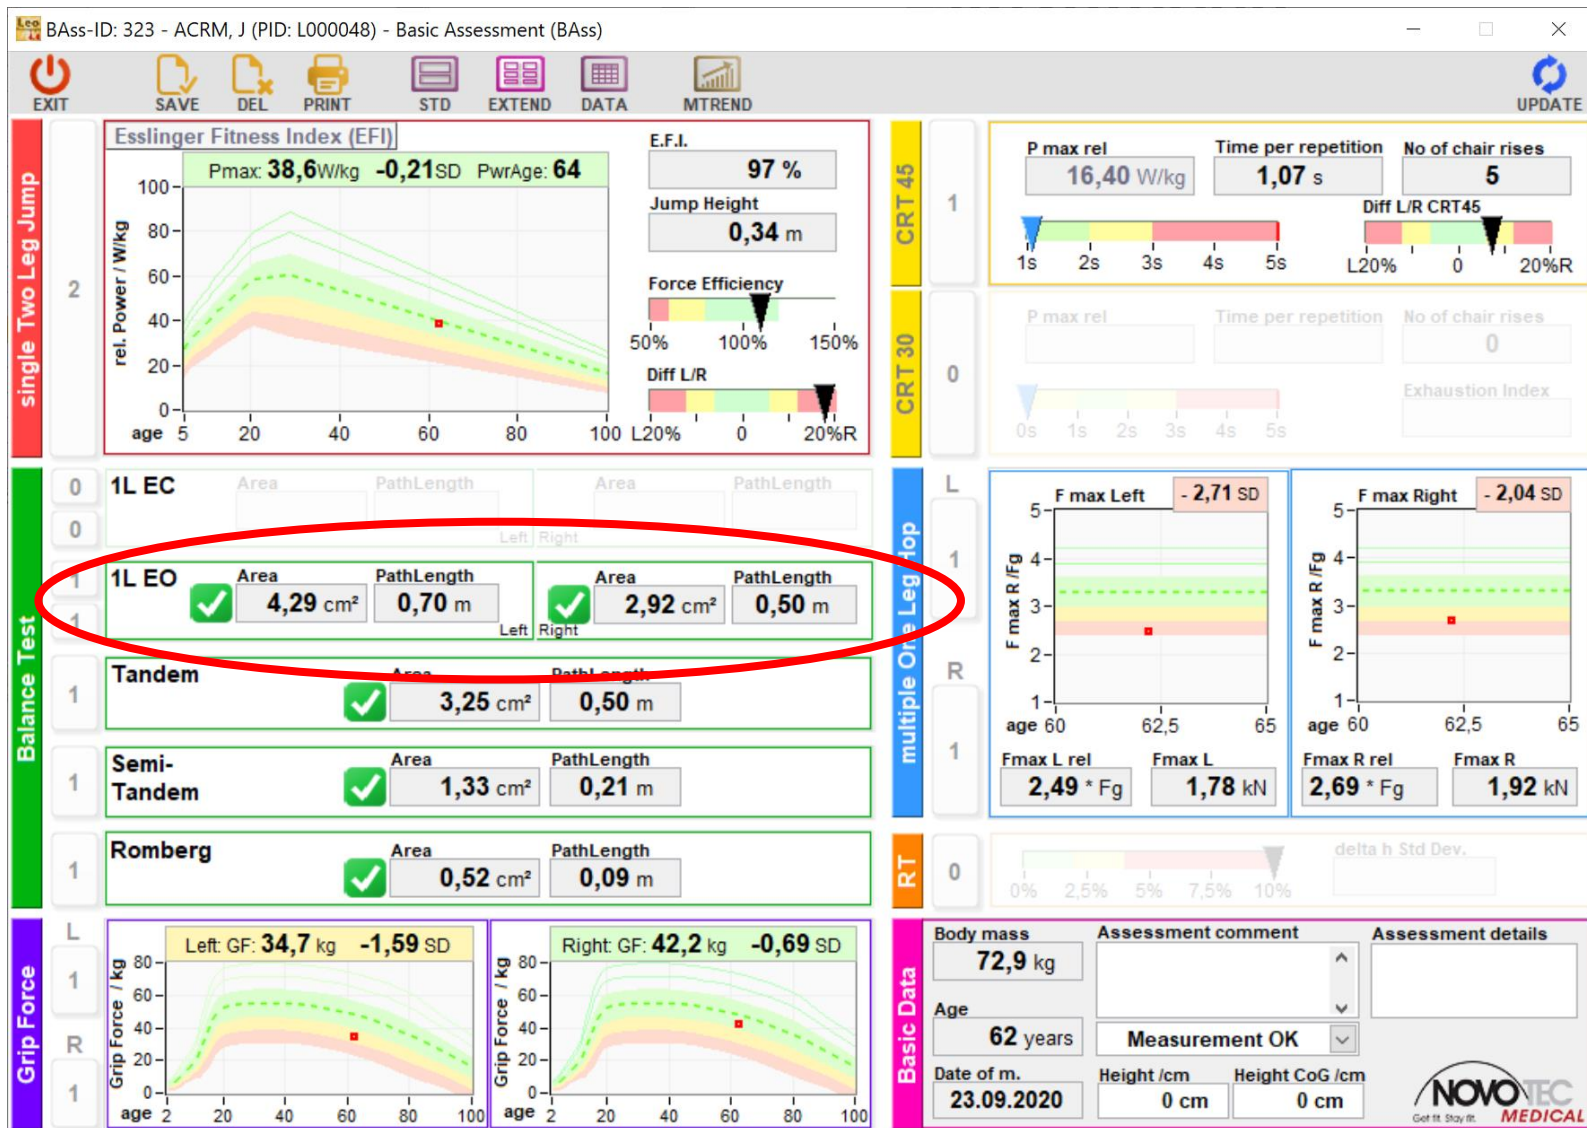 BAss-ID: 323 - ACRM, J (PID: L000048) - Basic Assessment (BAss)
EXIT SAVE DEL PRINT STD EXTEND DATA MTREND UPDATE
single Two Leg Jump
2
Esslinger Fitness Index (EFI)
Pmax: 38,6W/kg -0,21SD PwrAge: 64
rel. Power / W/kg
100
80
60
40
20
0
age 5 20 40 60 80 100
E.F.I.
97 %
Jump Height
0,34 m
Force Efficiency
50% 100% 150%
Diff L/R
L20% 0 20%R
CRT 45
1
P max rel Time per repetition No of chair rises
16,40 W/kg 1,07 s 5
Diff L/R CRT45
1s 2s 3s 4s 5s L20% 0 20%R
CRT 30
0
P max rel Time per repetition No of chair rises
0
Exhaustion Index
0s 1s 2s 3s 4s 5s
Balance Test
0
0
1L EC Area PathLength Area PathLength
Left Right
1
1
1L EO Area PathLength Area PathLength
4,29 cm² 0,70 m 2,92 cm² 0,50 m
Left Right
1
Tandem Area PathLength
3,25 cm² 0,50 m
1
Semi-
Tandem
Area PathLength
1,33 cm² 0,21 m
1
Romberg Area PathLength
0,52 cm² 0,09 m
multiple One Leg Hop
L
1
R
1
F max Left - 2,71 SD
F max R /Fg
5
4
3
2
1
age 60 62,5 65
Fmax L rel Fmax L
2,49 * Fg 1,78 kN
F max Right - 2,04 SD
F max R /Fg
5
4
3
2
1
age 60 62,5 65
Fmax R rel Fmax R
2,69 * Fg 1,92 kN
RT
0
0% 2,5% 5% 7,5% 10%
delta h Std Dev.
Grip Force
L
1
R
1
Left: GF: 34,7 kg -1,59 SD
Grip Force / kg
80
60
40
20
0
age 2 20 40 60 80 100
Right: GF: 42,2 kg -0,69 SD
Grip Force / kg
80
60
40
20
0
age 2 20 40 60 80 100
Basic Data
Body mass
72,9 kg
Age
62 years
Date of m.
23.09.2020
Assessment comment
Measurement OK
Height /cm Height CoG /cm
0 cm 0 cm
Assessment details
NOVOTEC
Get fit. Stay fit. MEDICAL